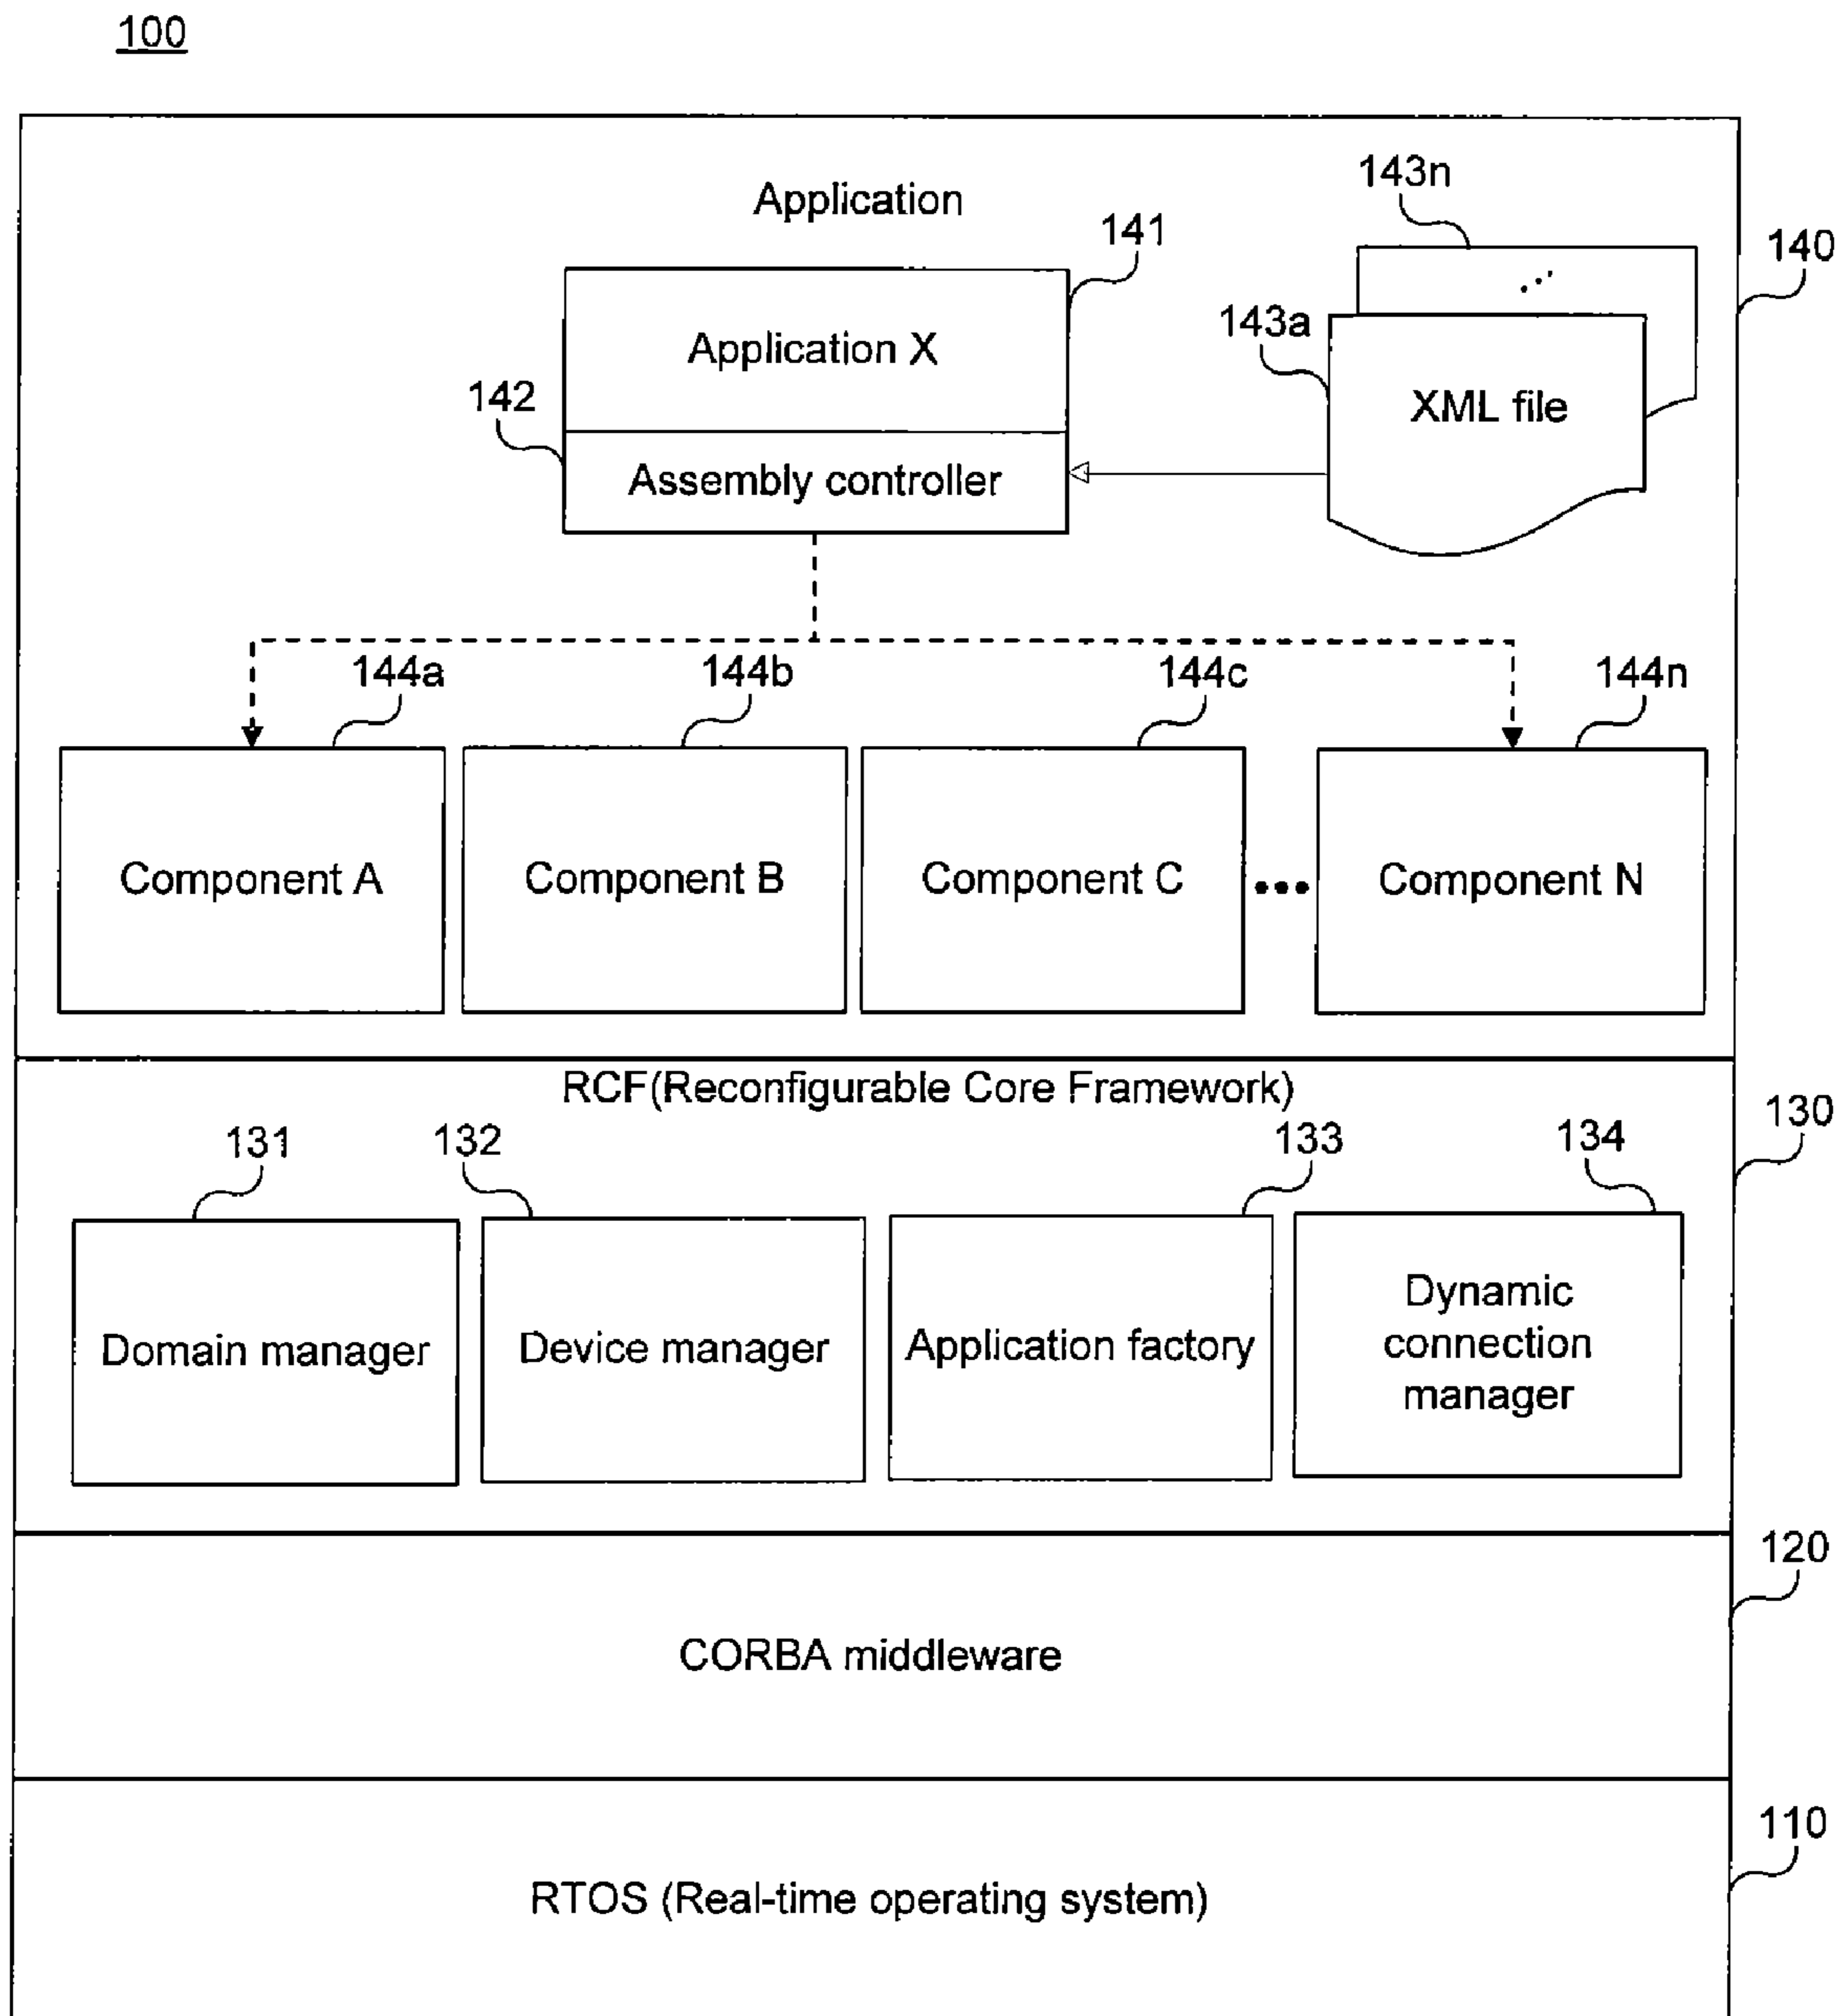 100
Application
143n
141
140
143a
Application X
XML file
142
Assembly controller
144a
144b
144c
144n
Component A
Component B
Component C
•••
Component N
RCF(Reconfigurable Core Framework)
130
131
132
133
134
Domain manager
Device manager
Application factory
Dynamic
connection
manager
120
CORBA middleware
110
RTOS (Real-time operating system)